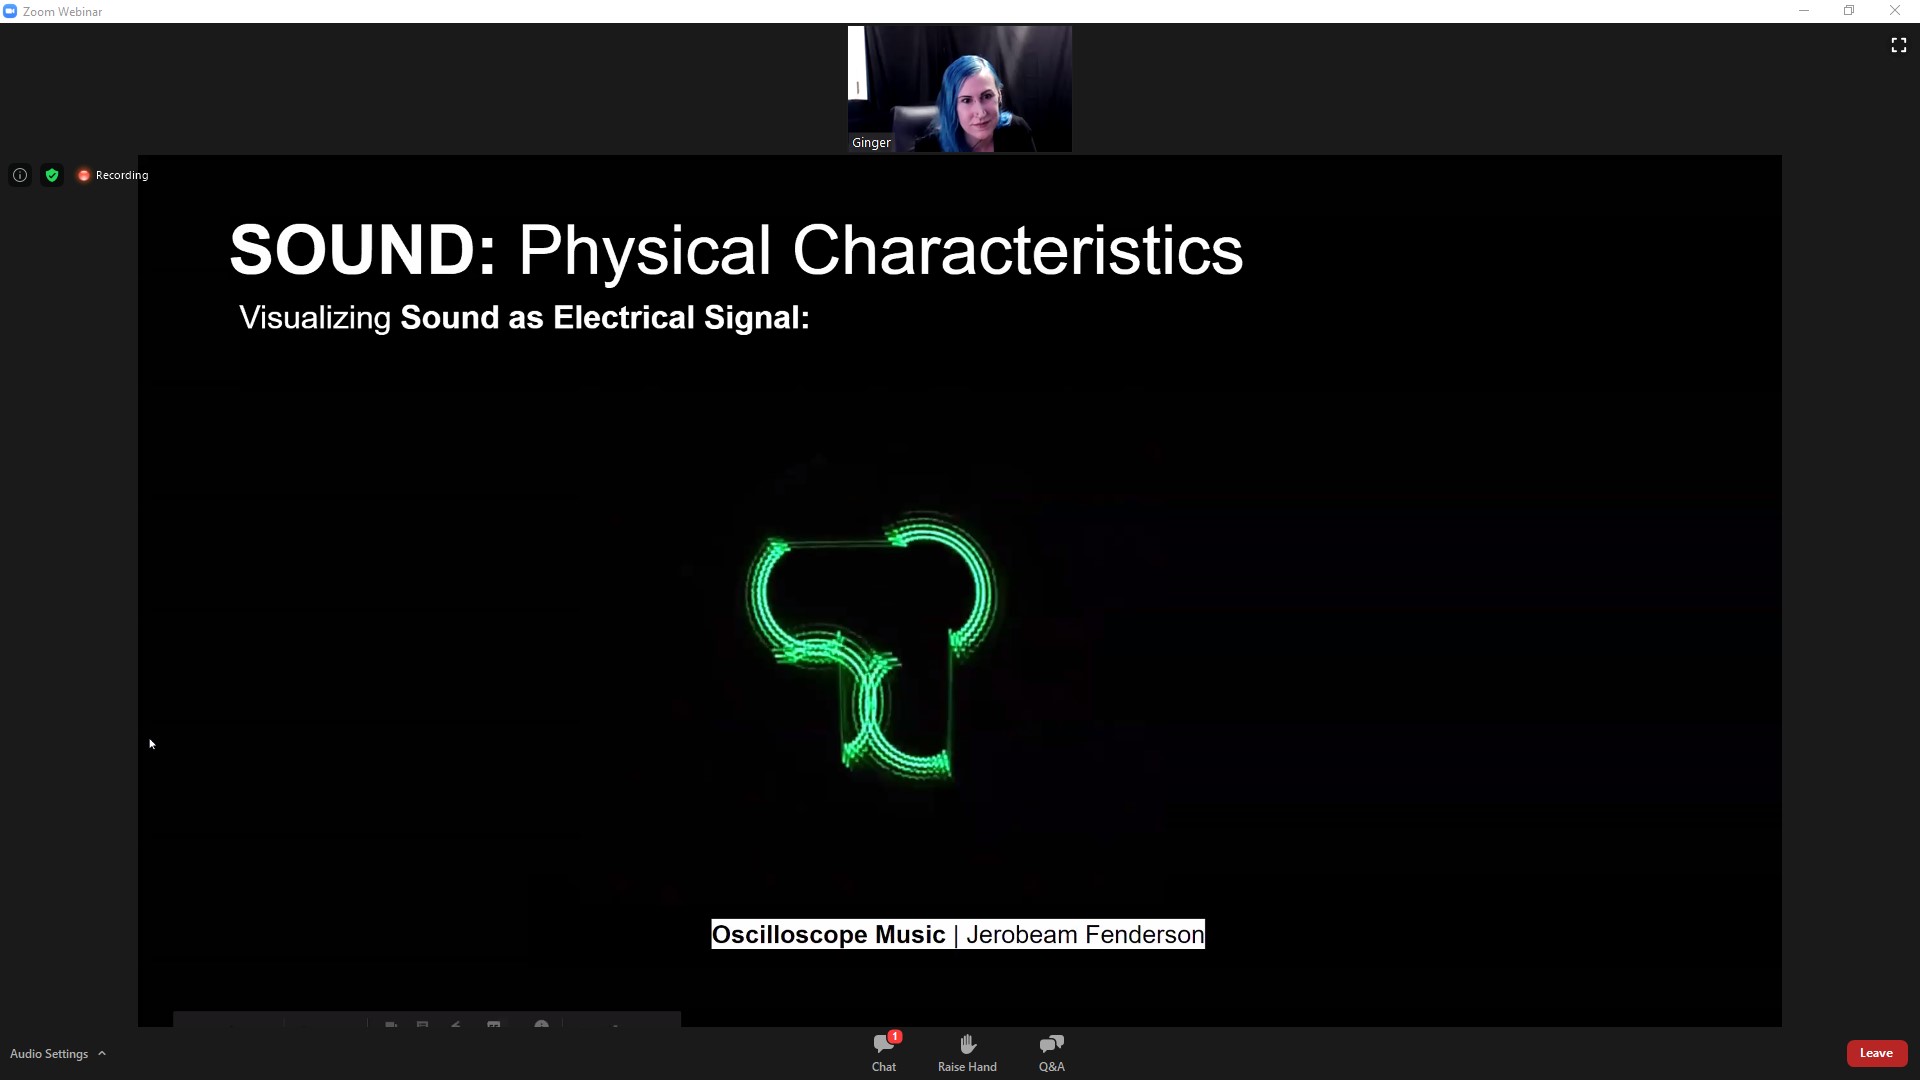 Zoom Webinar
Ginger
Recording
SOUND: Physical Characteristics
Visualizing Sound as Electrical Signal:
Oscilloscope Music | Jerobeam Fenderson
Audio Settings
1
Chat
Raise Hand
Q&A
Leave